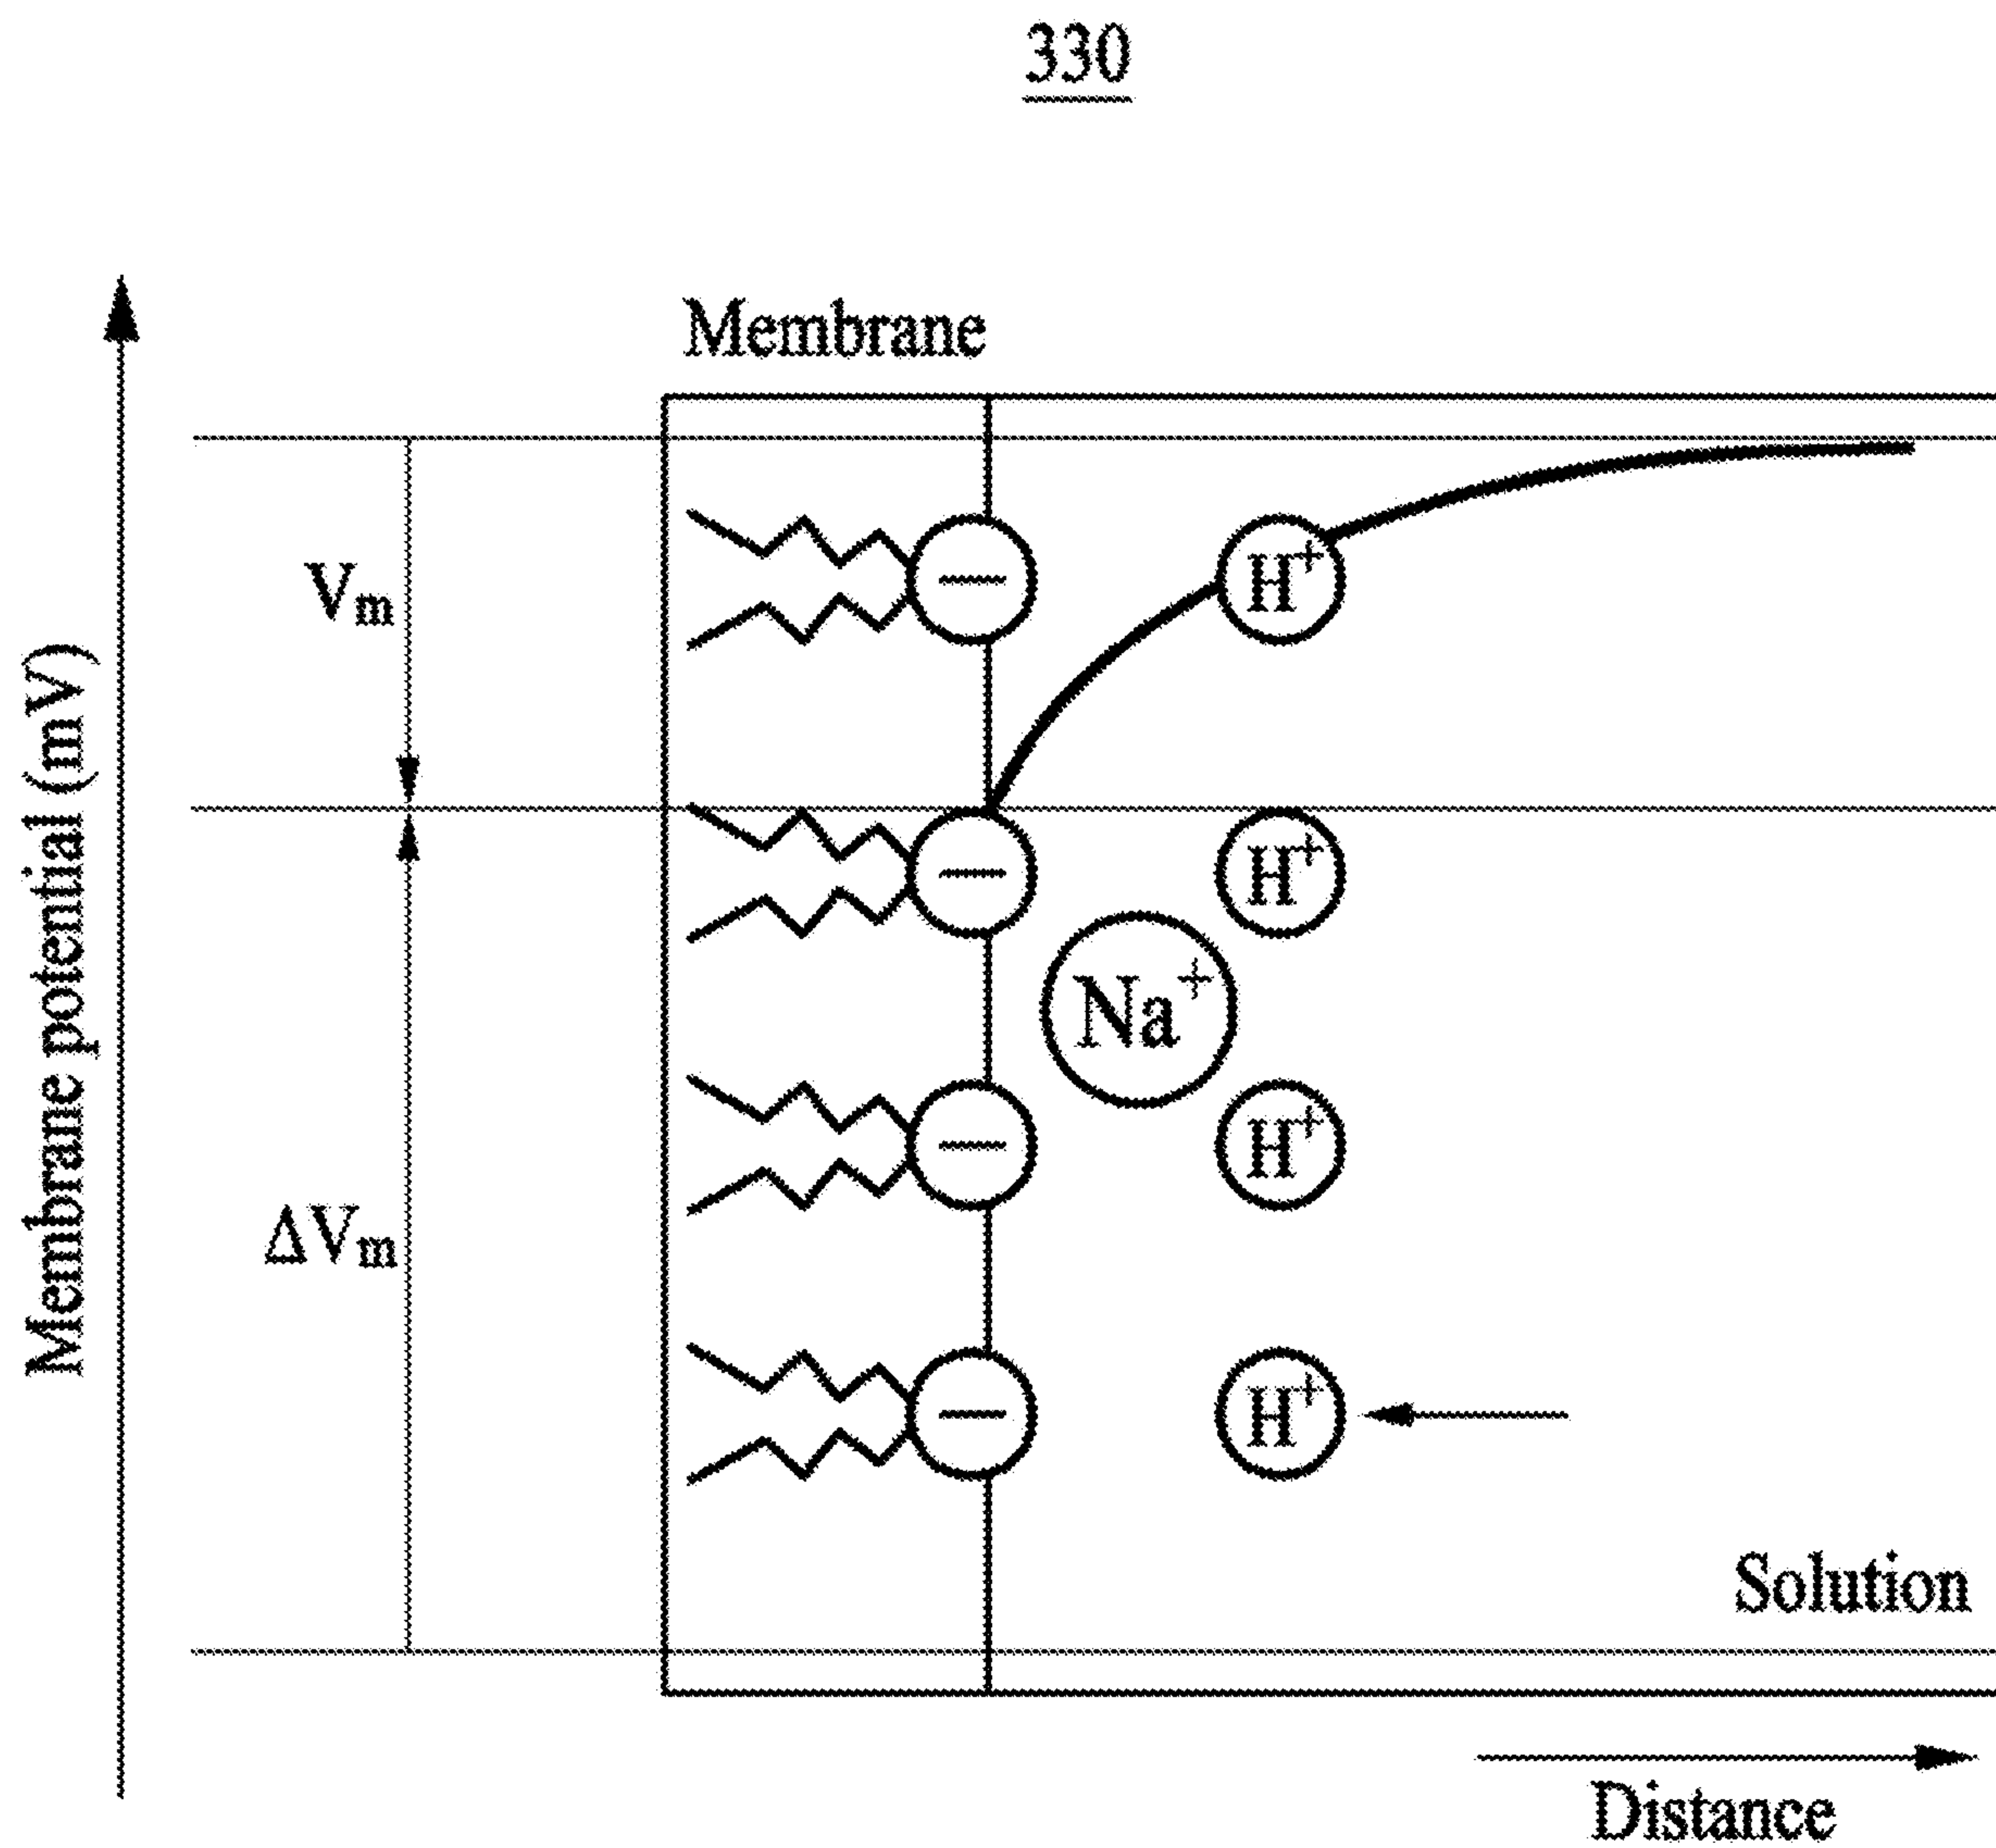 330
Membrane
Membrane potential (mV)
Vm
ΔVm
−
H+
−
H+
Na+
−
H+
−
H+
Solution
Distance